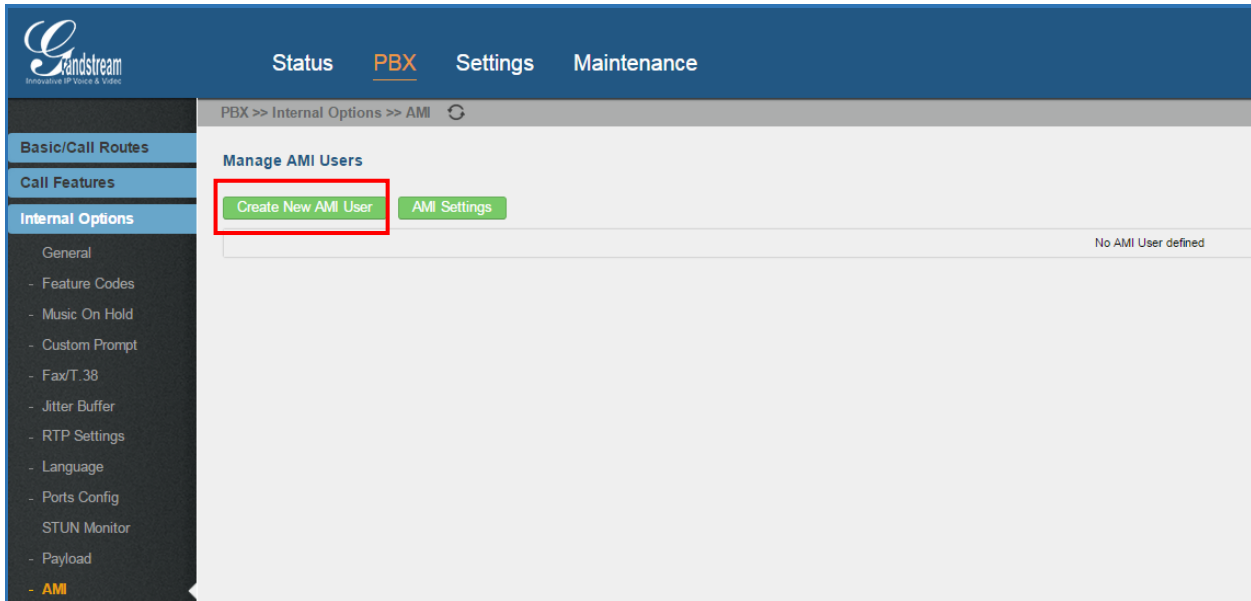 Grandstream
Innovative IP Voice & Video
Status PBX Settings Maintenance
PBX >> Internal Options >> AMI
Basic/Call Routes
Call Features
Internal Options
General
- Feature Codes
- Music On Hold
- Custom Prompt
- Fax/T.38
- Jitter Buffer
- RTP Settings
- Language
- Ports Config
STUN Monitor
- Payload
- AMI
Manage AMI Users
Create New AMI User AMI Settings
No AMI User defined